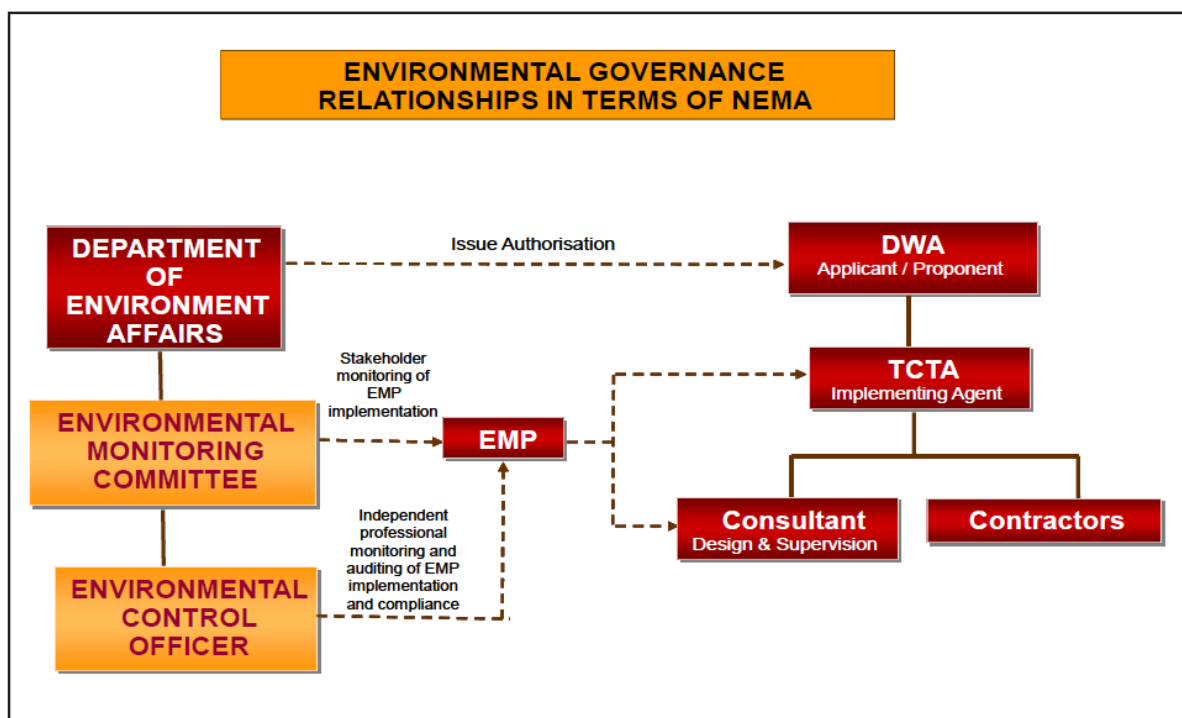 ENVIRONMENTAL GOVERNANCE
RELATIONSHIPS IN TERMS OF NEMA
DEPARTMENT
OF
ENVIRONMENT
AFFAIRS
Issue Authorisation
DWA
Applicant / Proponent
Stakeholder
monitoring of
EMP
implementation
TCTA
Implementing Agent
ENVIRONMENTAL
MONITORING
COMMITTEE
EMP
Independent
professional
monitoring and
auditing of EMP
implementation
and compliance
Consultant
Design & Supervision
Contractors
ENVIRONMENTAL
CONTROL
OFFICER